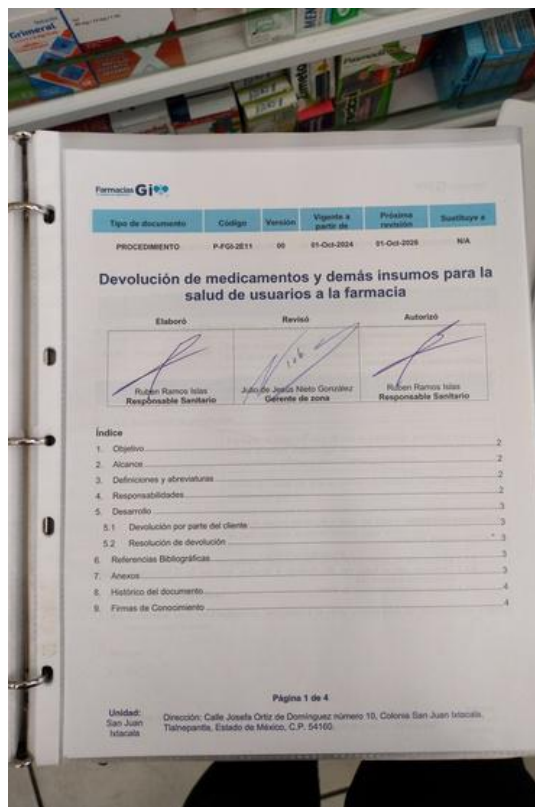 Grimeral
Farmacias Gi
Tipo de documento Código Versión Vigente a partir de Próxima revisión Sustituye a
PROCEDIMIENTO P-FGI-2E11 00 01-Oct-2024 01-Oct-2026 N/A
Devolución de medicamentos y demás insumos para la
salud de usuarios a la farmacia
Elaboró Revisó Autorizó
Ruben Ramos Islas Julio de Jesús Nieto González Ruben Ramos Islas
Responsable Sanitario Gerente de zona Responsable Sanitario
Índice
1. Objetivo 2
2. Alcance 2
3. Definiciones y abreviaturas 2
4. Responsabilidades 2
5. Desarrollo 3
5.1 Devolución por parte del cliente 3
5.2 Resolución de devolución 3
6. Referencias Bibliográficas 3
7. Anexos 3
8. Histórico del documento 4
9. Firmas de Conocimiento 4
Página 1 de 4
Unidad:
San Juan
Ixtacala
Dirección: Calle Josefa Ortiz de Domínguez número 10, Colonia San Juan Ixtacala,
Tlalnepantla, Estado de México, C.P. 54160.